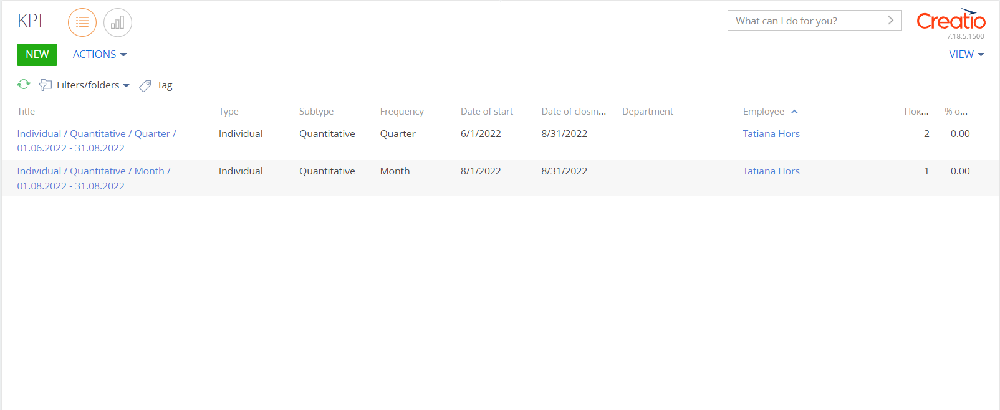 KPI
What can I do for you?
Creatio
7.18.5.1500
NEW
ACTIONS
VIEW
Filters/folders
Tag
Title Type Subtype Frequency Date of start Date of closin... Department Employee Пок... % о...
Individual / Quantitative / Quarter / Individual Quantitative Quarter 6/1/2022 8/31/2022 Tatiana Hors 2 0.00
01.06.2022 - 31.08.2022
Individual / Quantitative / Month / Individual Quantitative Month 8/1/2022 8/31/2022 Tatiana Hors 1 0.00
01.08.2022 - 31.08.2022